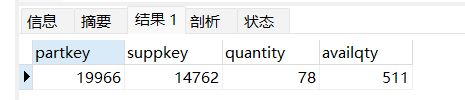 信息 摘要 结果 1 剖析 状态
partkey suppkey quantity availqty
19966 14762 78 511